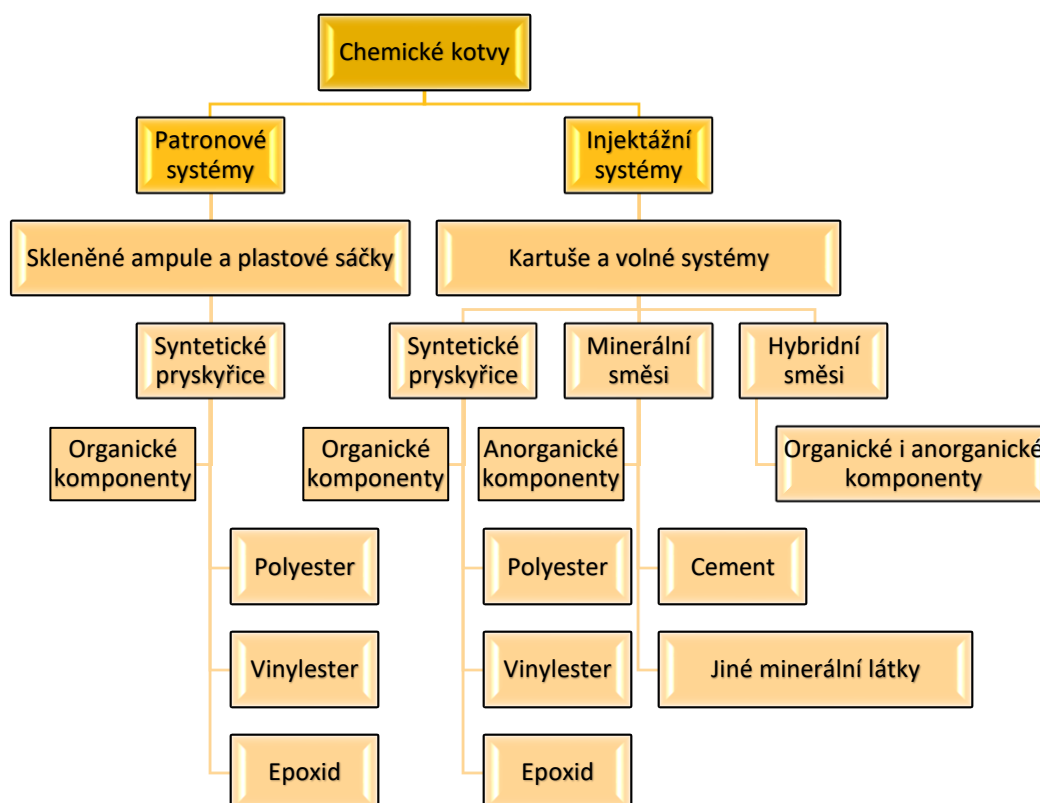 Chemické kotvy
Patronové
systémy
Injektážní
systémy
Skleněné ampule a plastové sáčky
Kartuše a volné systémy
Syntetické
pryskyřice
Syntetické
pryskyřice
Minerální
směsi
Hybridní
směsi
Organické
komponenty
Organické
komponenty
Anorganické
komponenty
Organické i anorganické
komponenty
Polyester
Polyester
Cement
Vinylester
Vinylester
Jiné minerální látky
Epoxid
Epoxid